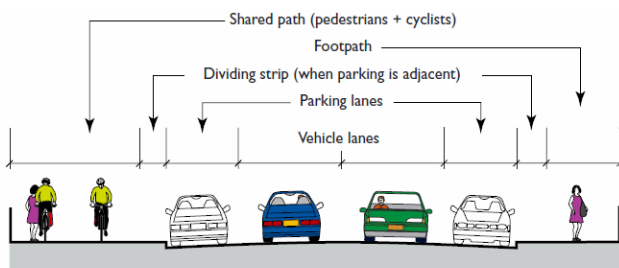 Shared path (pedestrians + cyclists)
Footpath
Dividing strip (when parking is adjacent)
Parking lanes
Vehicle lanes